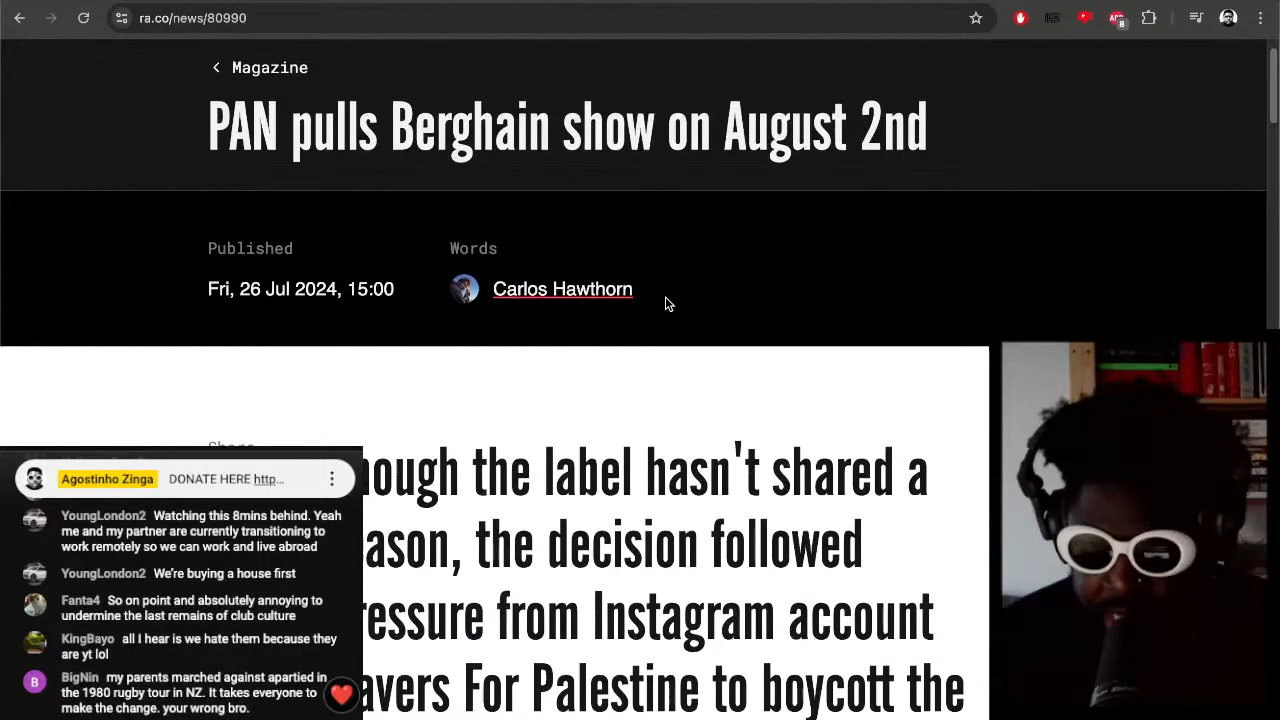 ra.co/news/80990
8
Magazine
PAN pulls Berghain show on August 2nd
Published
Words
Fri, 26 Jul 2024, 15:00
Carlos Hawthorn
Share
hough the label hasn't shared a
eason, the decision followed
ressure from Instagram account
avers For Palestine to boycott the
Agostinho Zinga DONATE HERE http...
YoungLondon2 Watching this 8mins behind. Yeah
me and my partner are currently transitioning to
work remotely so we can work and live abroad
YoungLondon2 We're buying a house first
Fanta4 So on point and absolutely annoying to
undermine the last remains of club culture
KingBayo all I hear is we hate them because they
are yt lol
B
BigNin my parents marched against apartied in
the 1980 rugby tour in NZ. It takes everyone to
make the change. your wrong bro.